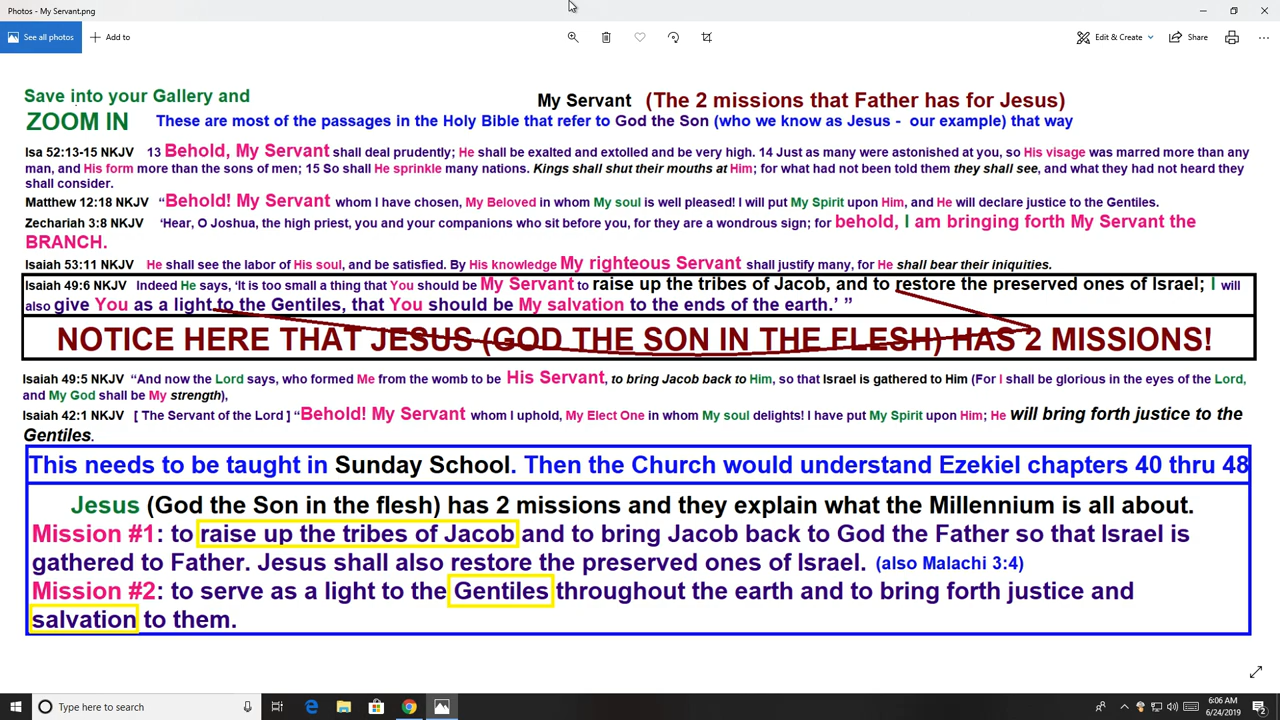 Photos - My Servant.png
See all photos
Add to
Edit & Create
Share
Save into your Gallery and
My Servant (The 2 missions that Father has for Jesus)
ZOOM IN These are most of the passages in the Holy Bible that refer to God the Son (who we know as Jesus - our example) that way
Isa 52:13-15 NKJV 13 Behold, My Servant shall deal prudently; He shall be exalted and extolled and be very high. 14 Just as many were astonished at you, so His visage was marred more than any
man, and His form more than the sons of men; 15 So shall He sprinkle many nations. Kings shall shut their mouths at Him; for what had not been told them they shall see, and what they had not heard they
shall consider.
Matthew 12:18 NKJV “Behold! My Servant whom I have chosen, My Beloved in whom My soul is well pleased! I will put My Spirit upon Him, and He will declare justice to the Gentiles.
Zechariah 3:8 NKJV ‘Hear, O Joshua, the high priest, you and your companions who sit before you, for they are a wondrous sign; for behold, I am bringing forth My Servant the
BRANCH.
Isaiah 53:11 NKJV He shall see the labor of His soul, and be satisfied. By His knowledge My righteous Servant shall justify many, for He shall bear their iniquities.
Isaiah 49:6 NKJV Indeed He says, ‘It is too small a thing that You should be My Servant to raise up the tribes of Jacob, and to restore the preserved ones of Israel; I will
also give You as a light to the Gentiles, that You should be My salvation to the ends of the earth.’ ”
NOTICE HERE THAT JESUS (GOD THE SON IN THE FLESH) HAS 2 MISSIONS!
Isaiah 49:5 NKJV “And now the Lord says, who formed Me from the womb to be His Servant, to bring Jacob back to Him, so that Israel is gathered to Him (For I shall be glorious in the eyes of the Lord,
and My God shall be My strength),
Isaiah 42:1 NKJV [ The Servant of the Lord ] “Behold! My Servant whom I uphold, My Elect One in whom My soul delights! I have put My Spirit upon Him; He will bring forth justice to the
Gentiles.
This needs to be taught in Sunday School. Then the Church would understand Ezekiel chapters 40 thru 48
Jesus (God the Son in the flesh) has 2 missions and they explain what the Millennium is all about.
Mission #1: to raise up the tribes of Jacob and to bring Jacob back to God the Father so that Israel is
gathered to Father. Jesus shall also restore the preserved ones of Israel. (also Malachi 3:4)
Mission #2: to serve as a light to the Gentiles throughout the earth and to bring forth justice and
salvation to them.
Type here to search
6:06 AM
6/24/2019
2